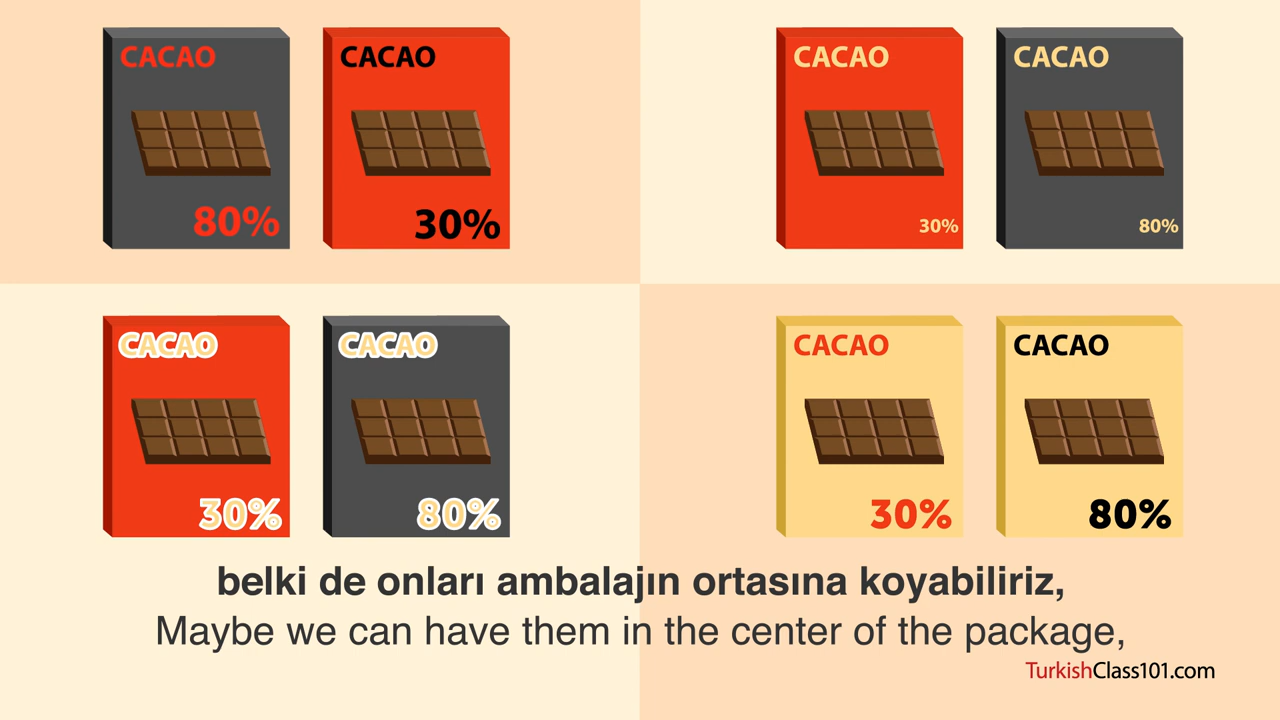 CACAO
80%
CACAO
30%
CACAO
30%
CACAO
80%
CACAO
30%
CACAO
80%
CACAO
30%
CACAO
80%
belki de onları ambalajın ortasına koyabiliriz,
Maybe we can have them in the center of the package,
TurkishClass101.com